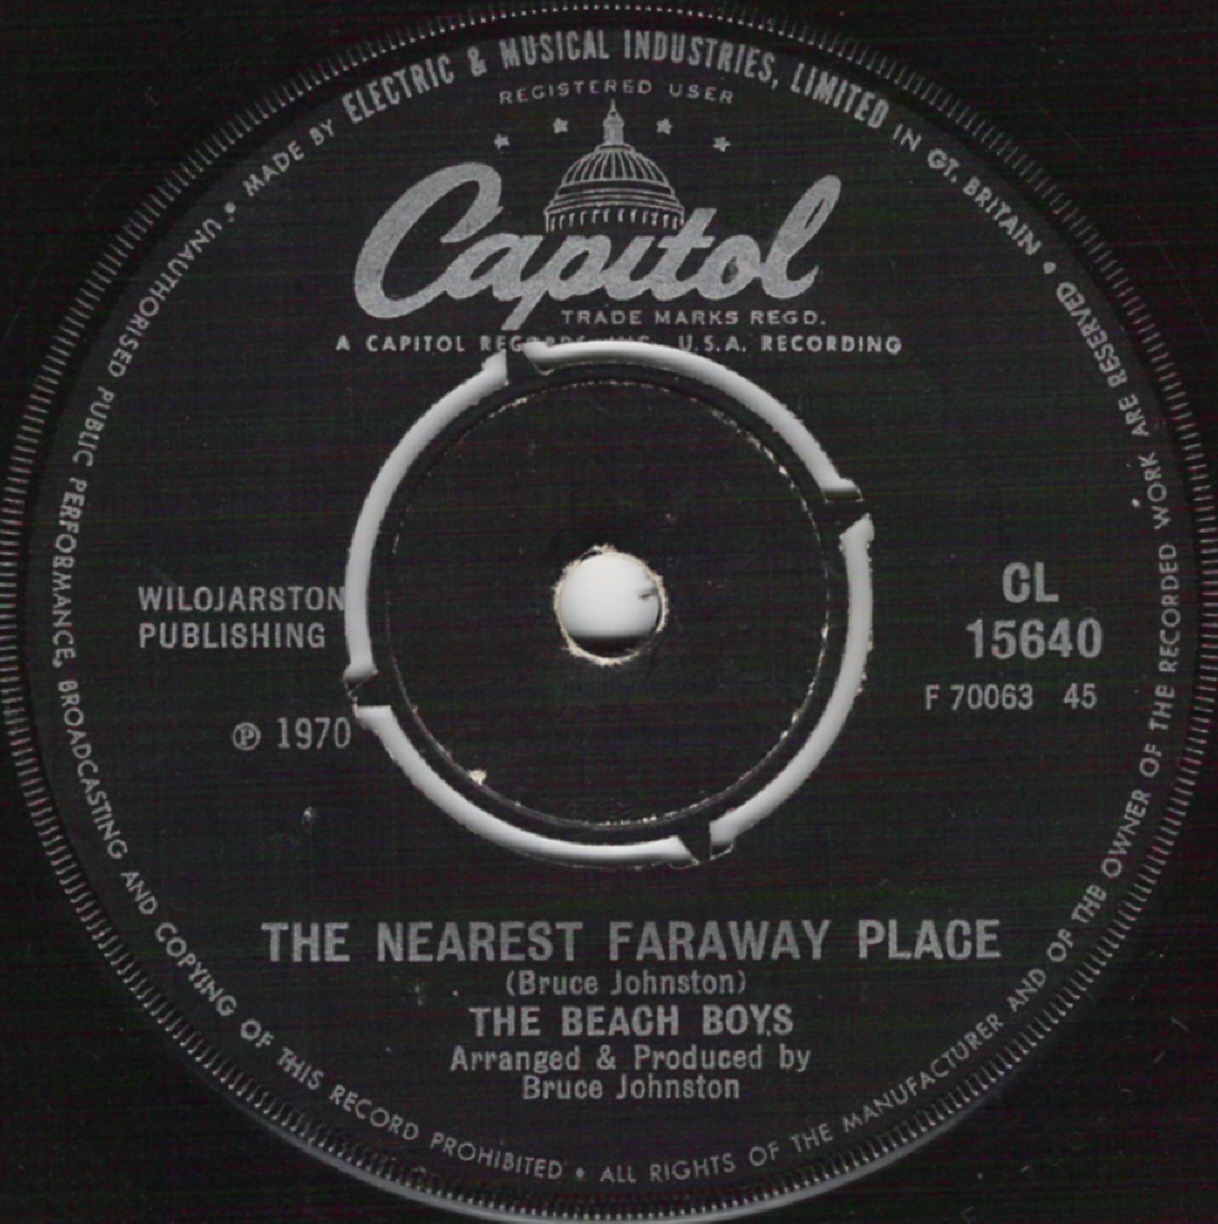 MADE BY ELECTRIC & MUSICAL INDUSTRIES, LIMITED IN GT. BRITAIN •
REGISTERED USER
Capitol
TRADE MARKS REGD.
A CAPITOL RECORDS INC. U.S.A. RECORDING
WILOJARSTON
PUBLISHING
℗ 1970
CL
15640
F 70063 45
THE NEAREST FARAWAY PLACE
(Bruce Johnston)
THE BEACH BOYS
Arranged & Produced by
Bruce Johnston
ALL RIGHTS OF THE MANUFACTURER AND OF THE OWNER OF THE RECORDED WORK ARE RESERVED •
UNAUTHORISED PUBLIC PERFORMANCE, BROADCASTING AND COPYING OF THIS RECORD PROHIBITED •